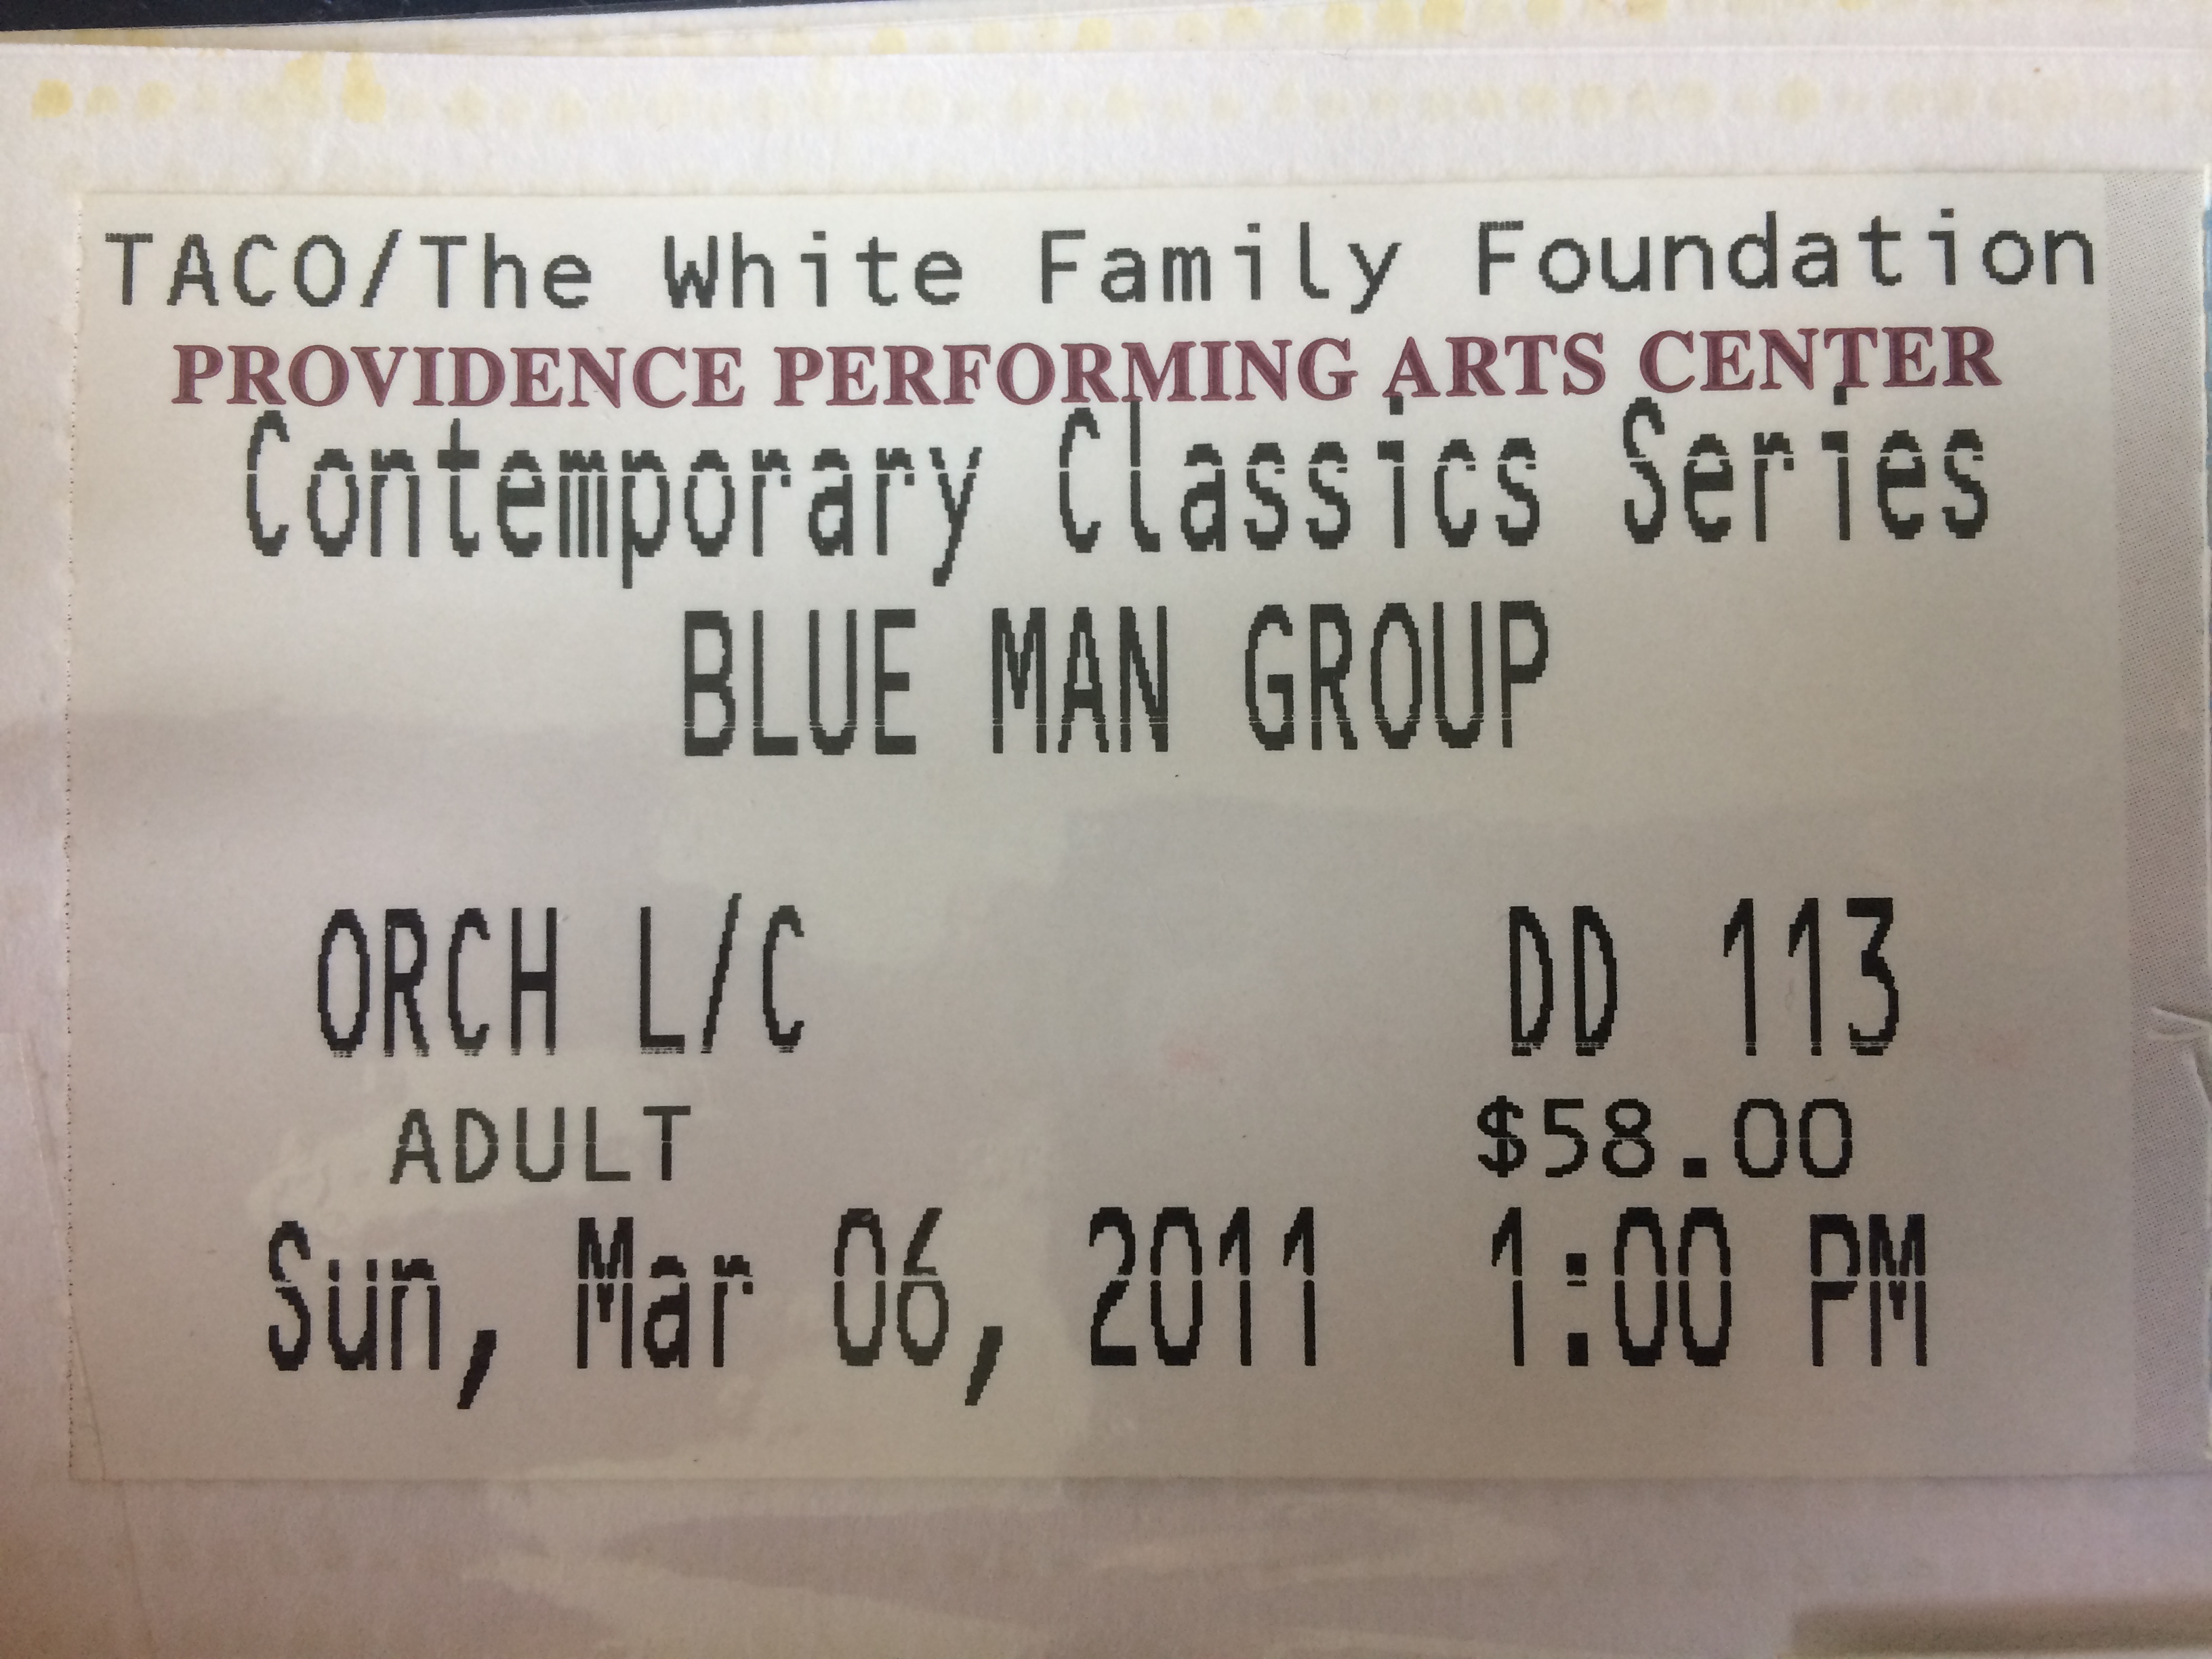 TACO/The White Family Foundation
PROVIDENCE PERFORMING ARTS CENTER
Contemporary Classics Series
BLUE MAN GROUP
ORCH L/C DD 113
ADULT $58.00
Sun, Mar 06, 2011 1:00 PM